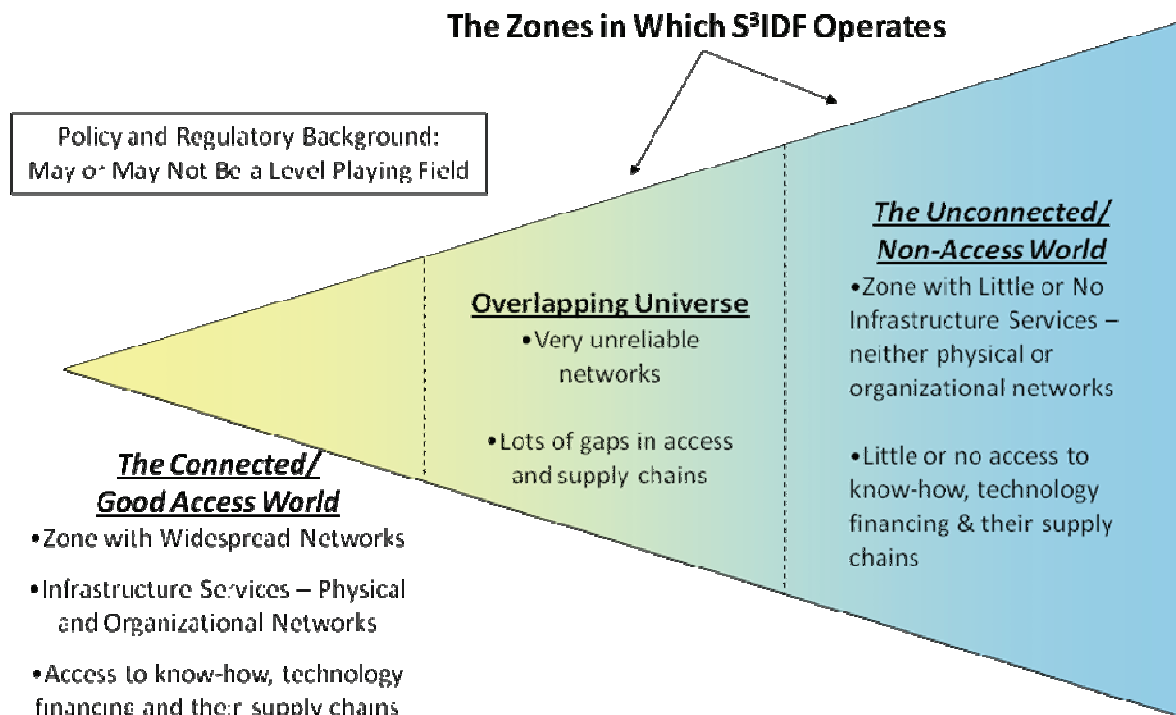 The Zones in Which S³IDF Operates
Policy and Regulatory Background:
May or May Not Be a Level Playing Field
The Connected/
Good Access World
•Zone with Widespread Networks
•Infrastructure Services – Physical
and Organizational Networks
•Access to know-how, technology
financing and their supply chains
Overlapping Universe
•Very unreliable
networks
•Lots of gaps in access
and supply chains
The Unconnected/
Non-Access World
•Zone with Little or No
Infrastructure Services –
neither physical or
organizational networks
•Little or no access to
know-how, technology
financing & their supply
chains